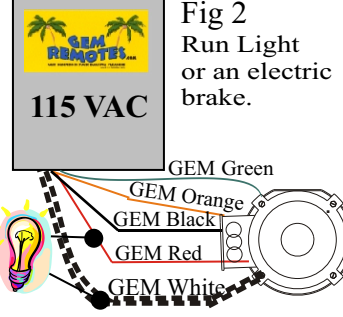 GEM
REMOTES.com
115 VAC
Fig 2
Run Light
or an electric
brake.
GEM Green
GEM Orange
GEM Black
GEM Red
GEM White